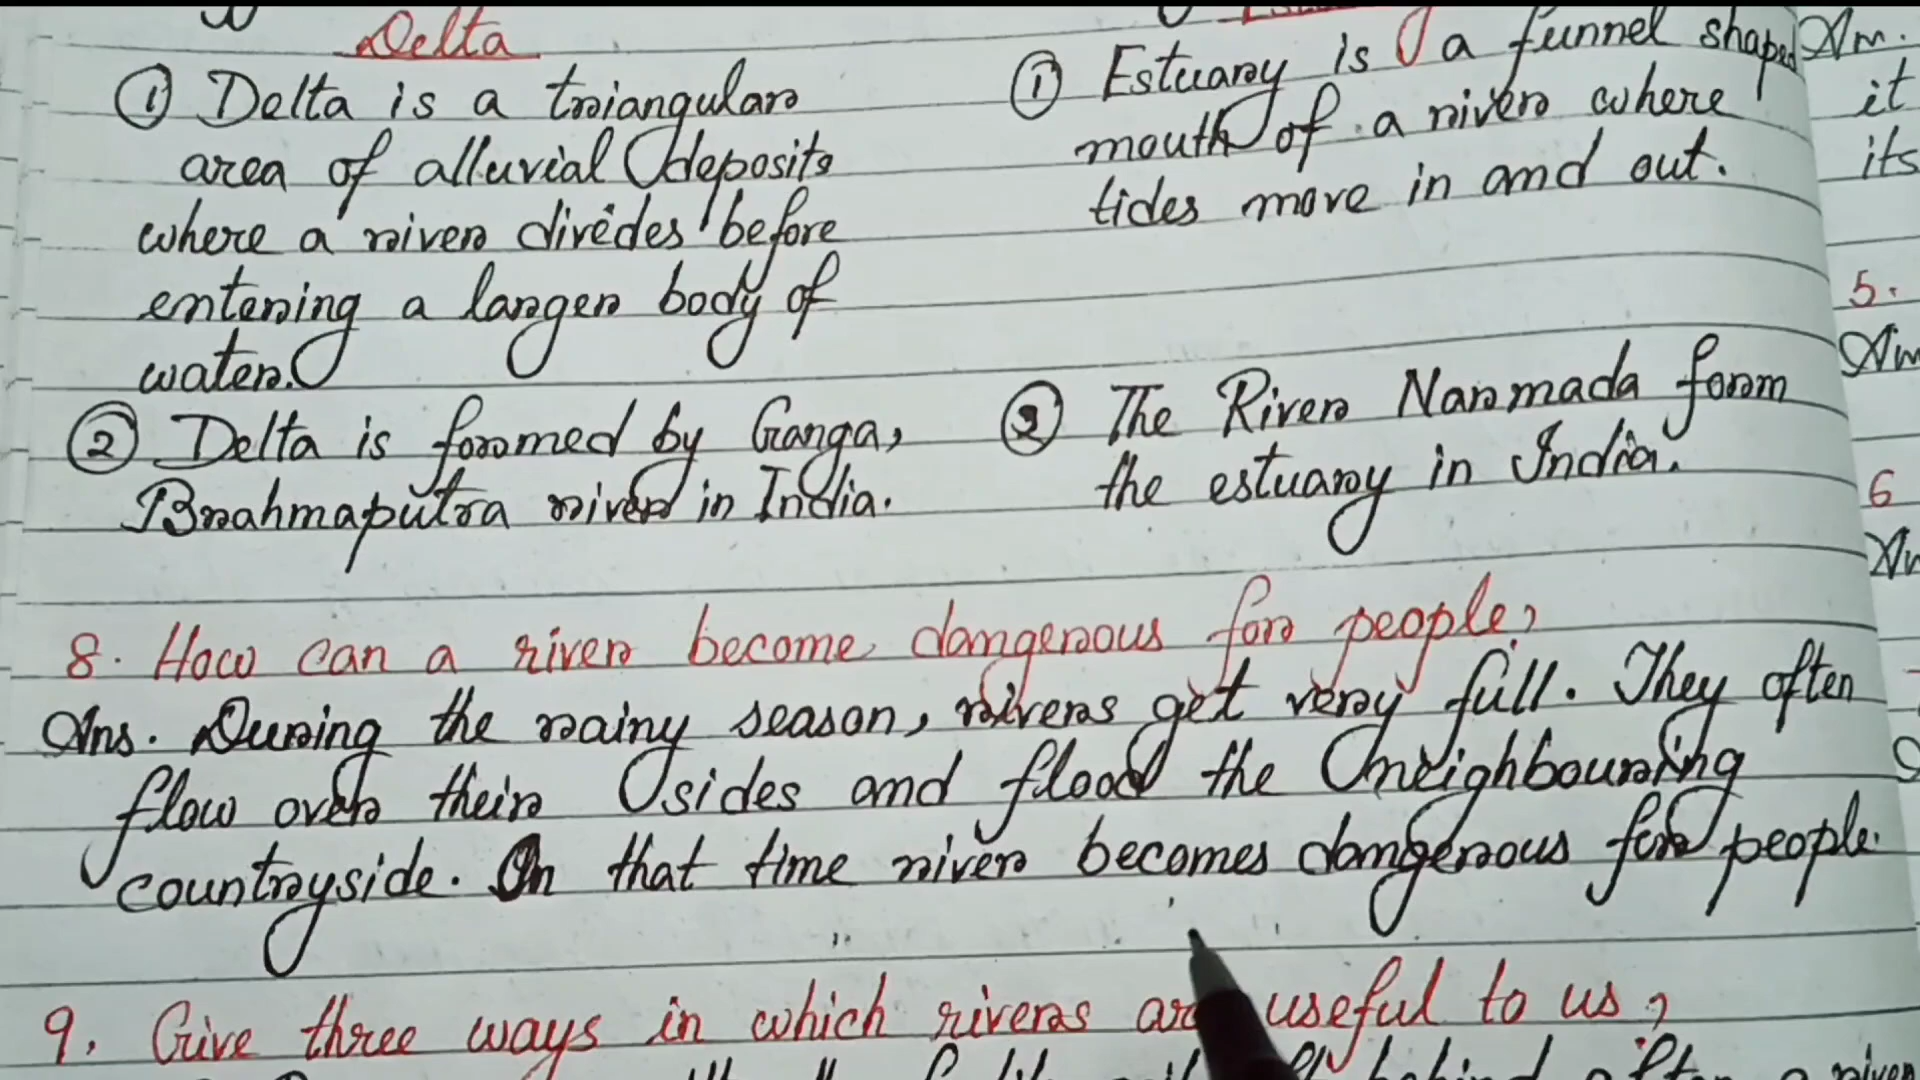 Delta
① Delta is a triangular
area of alluvial deposits
where a river divides before
entering a larger body of
water.
② Delta is formed by Ganga,
Brahmaputra river in India.
① Estuary is a funnel shaped
mouth of a river where
tides move in and out.
② The River Narmada form
the estuary in India.
8. How can a river become dangerous for people?
Ans. During the rainy season, rivers get very full. They often
flow over their sides and flood the neighbouring
countryside. On that time river becomes dangerous for people.
9. Give three ways in which rivers are useful to us?
it
its
5.
6